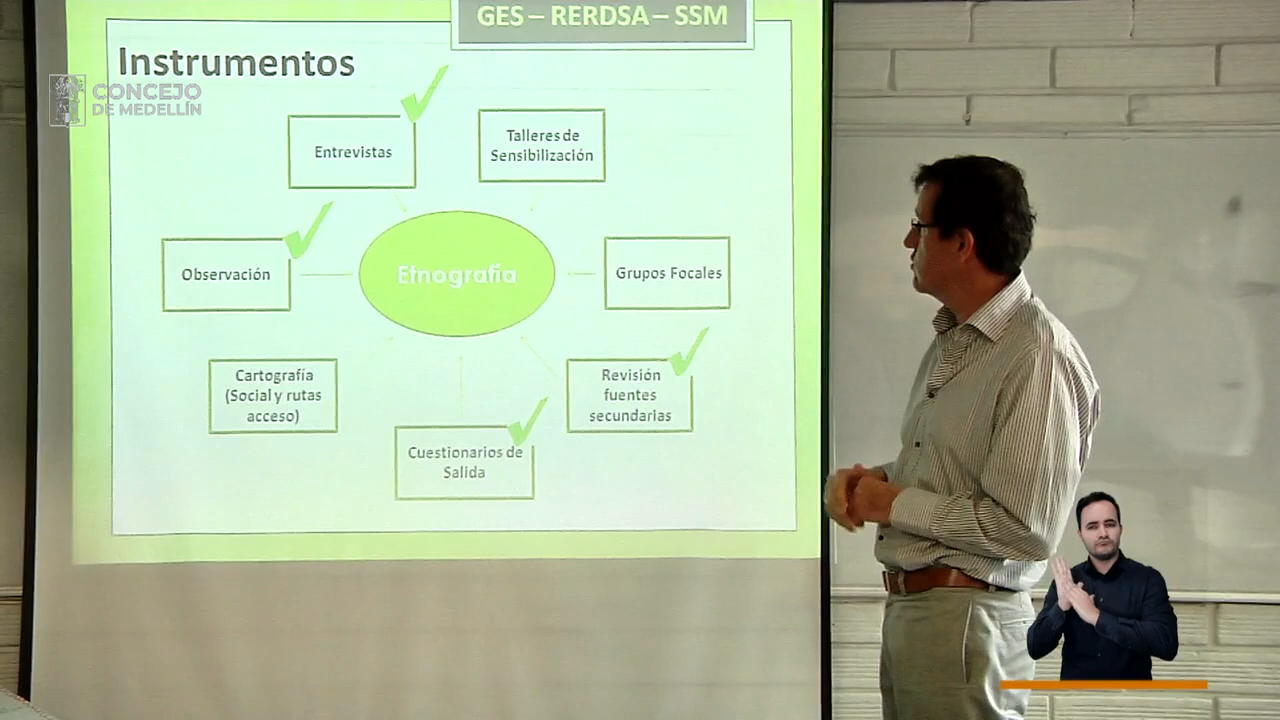 GES – RERDSA – SSM
Instrumentos
CONCEJO
DE MEDELLÍN
Entrevistas
Talleres de
Sensibilización
Observación
Etnografía
Grupos Focales
Cartografía
(Social y rutas
acceso)
Revisión
fuentes
secundarias
Cuestionarios de
Salida